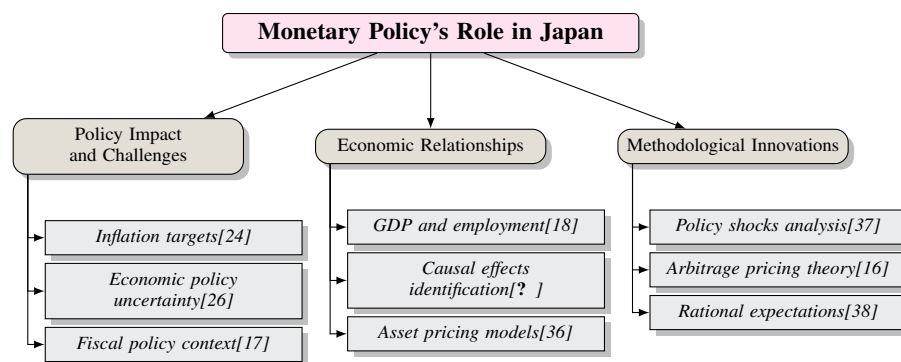 Monetary Policy's Role in Japan
Policy Impact
and Challenges
Inflation targets[24]
Economic policy
uncertainty[26]
Fiscal policy context[17]
Economic Relationships
GDP and employment[18]
Causal effects
identification[? ]
Asset pricing models[36]
Methodological Innovations
Policy shocks analysis[37]
Arbitrage pricing theory[16]
Rational expectations[38]